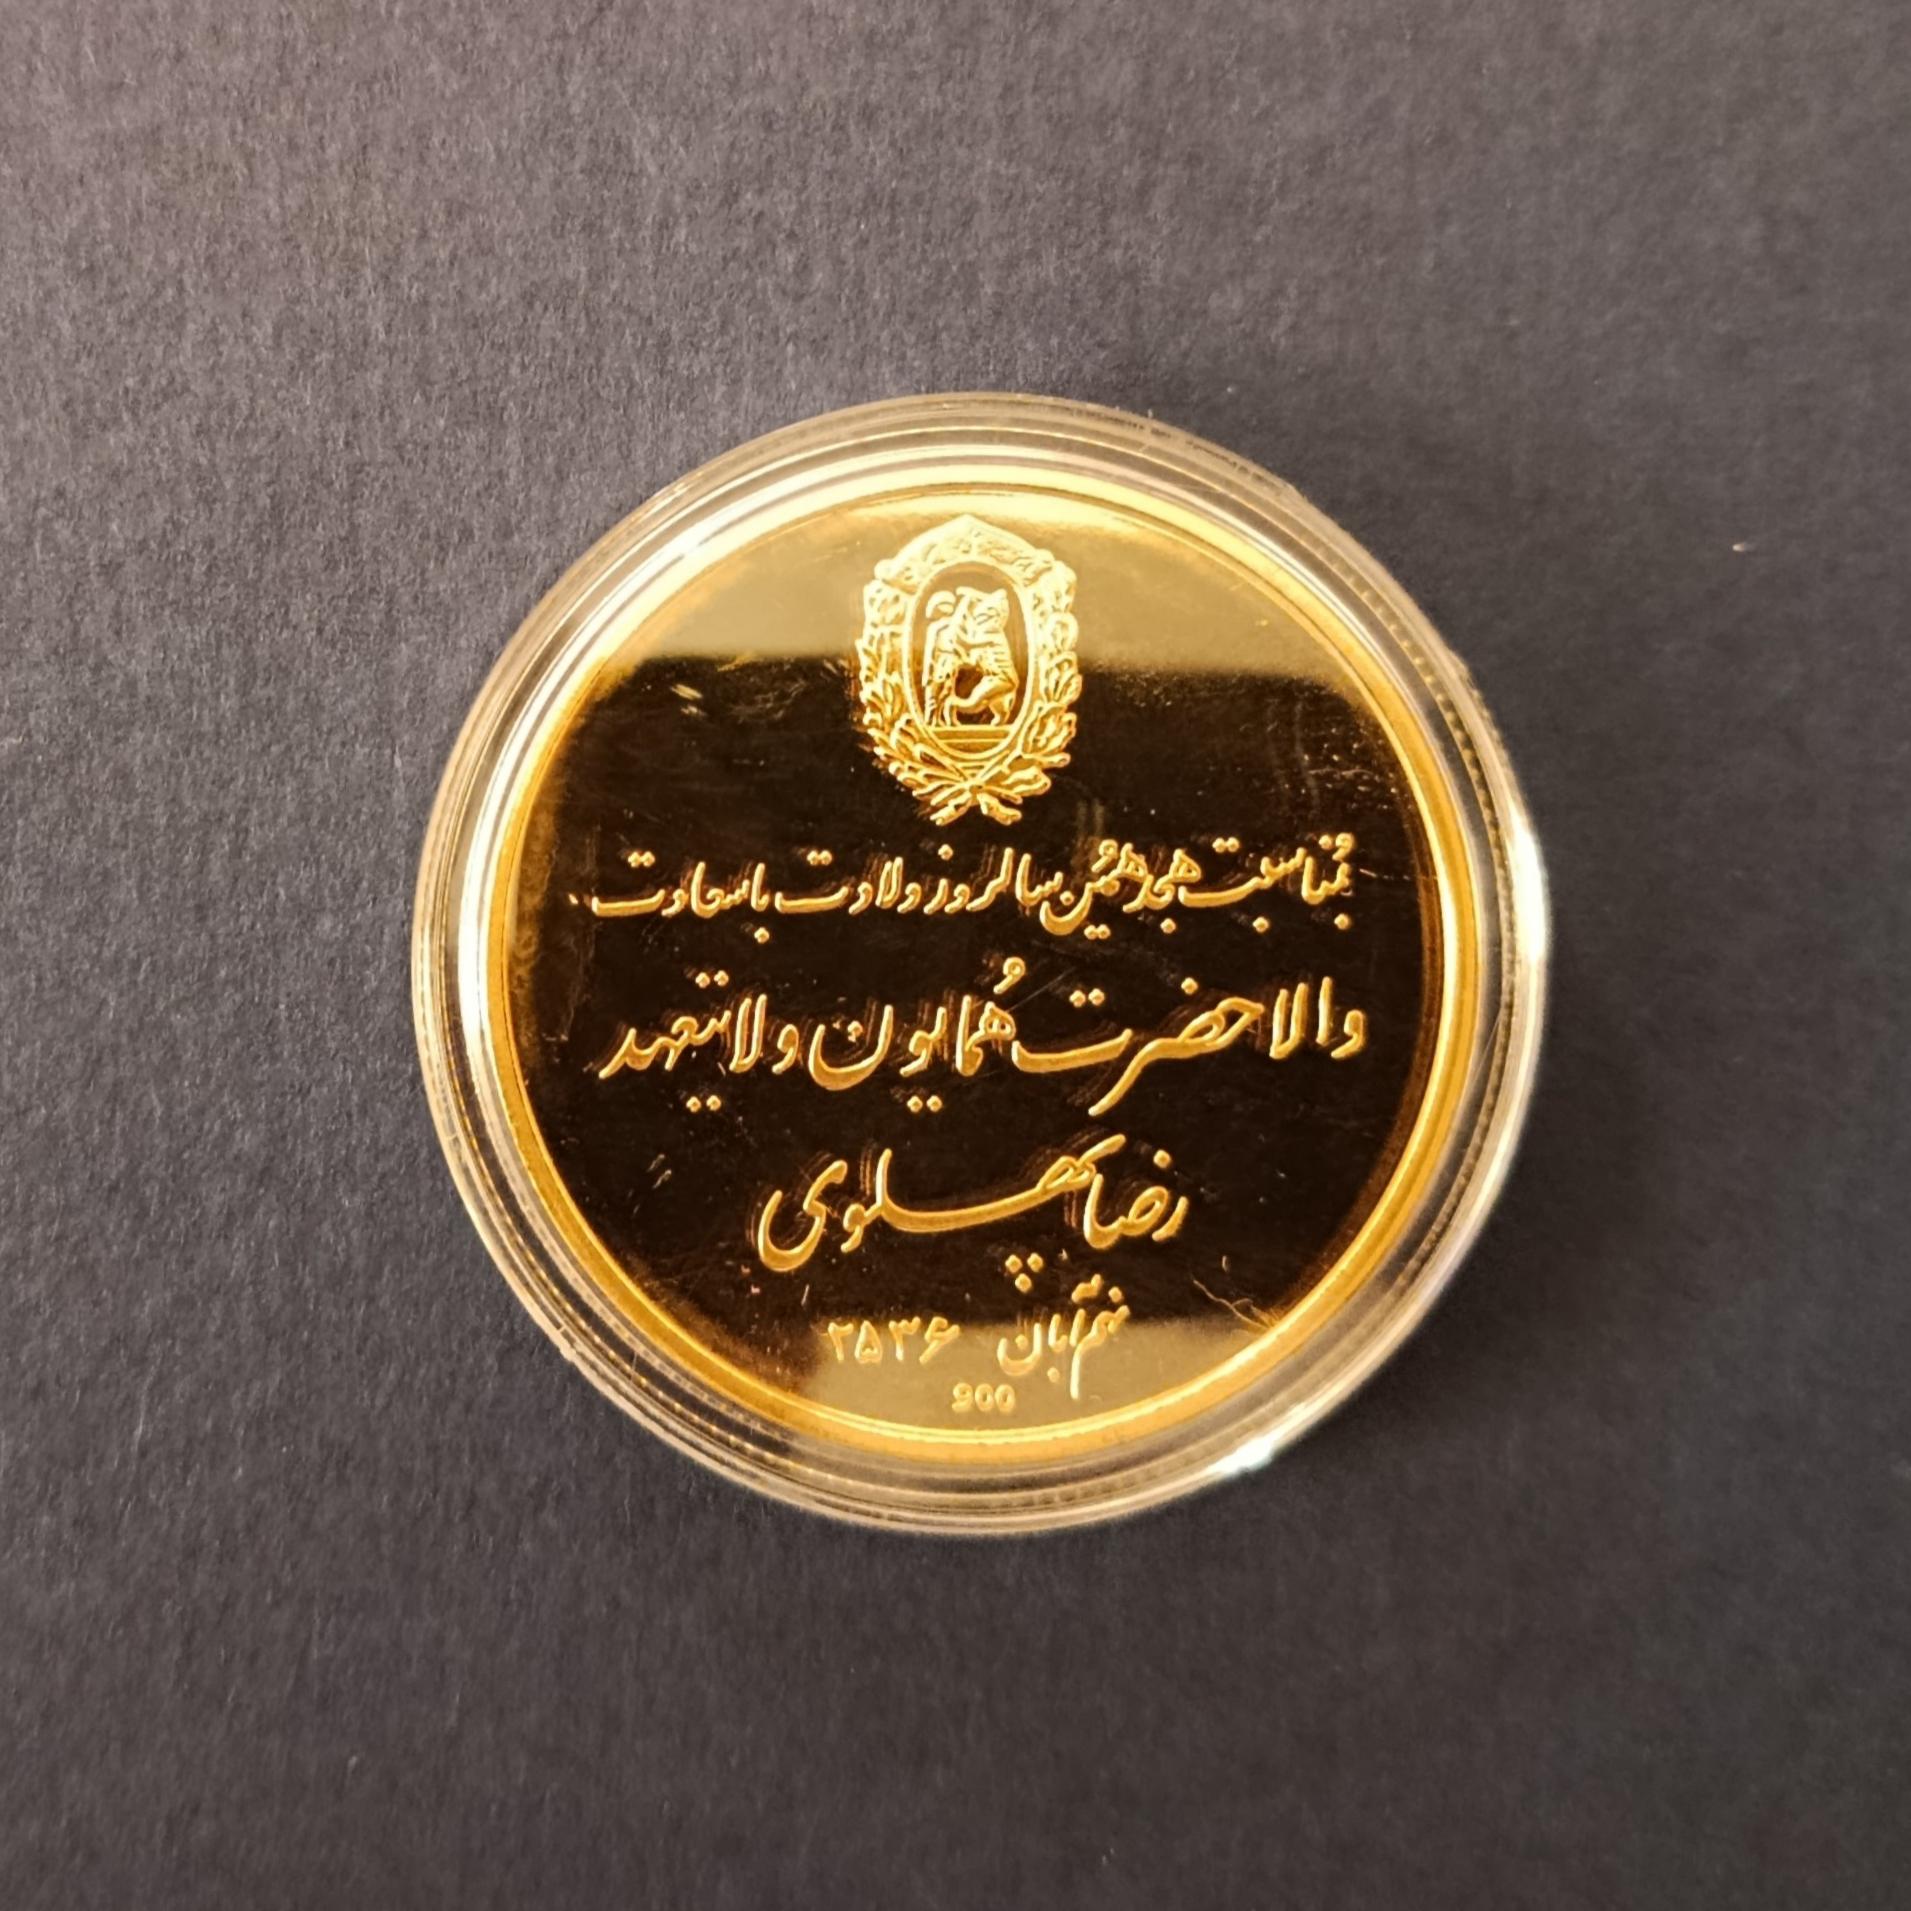 بمناسبت هجدهمین سالروز ولادت باسعادت
والاحضرت همایون ولایتعهد
رضا پهلوی
نهم آبان ۲۵۳۶
900